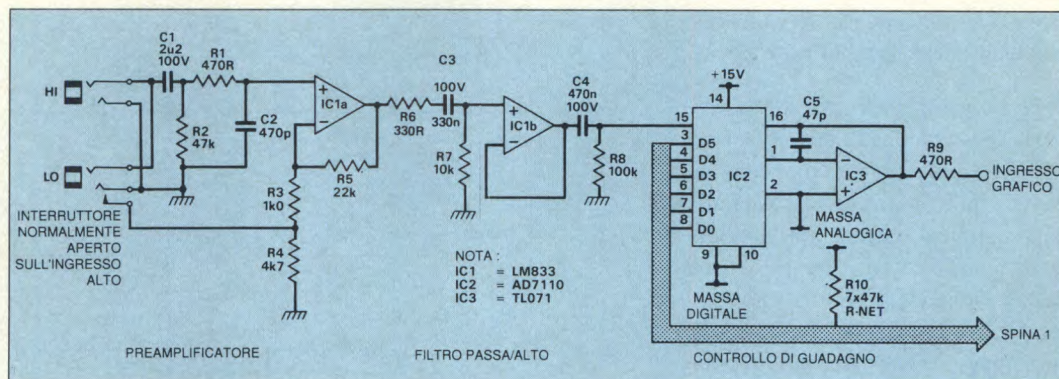 HI
LO
C1
2u2
100V
R1
470R
R2
47k
C2
470p
IC1a
R5
22k
R3
1k0
R4
4k7
INTERRUTTORE
NORMALMENTE
APERTO
SULL'INGRESSO
ALTO
PREAMPLIFICATORE
R6
330R
C3
100V
330n
R7
10k
IC1b
C4
470n
100V
R8
100k
NOTA :
IC1 = LM833
IC2 = AD7110
IC3 = TL071
FILTRO PASSA/ALTO
+15V
14
15
3
4
5
6
7
8
D5
D4
D3
D2
D1
D0
IC2
16
1
2
9
10
MASSA
DIGITALE
C5
47p
IC3
R9
470R
INGRESSO
GRAFICO
MASSA
ANALOGICA
R10
7x47k
R-NET
SPINA 1
CONTROLLO DI GUADAGNO